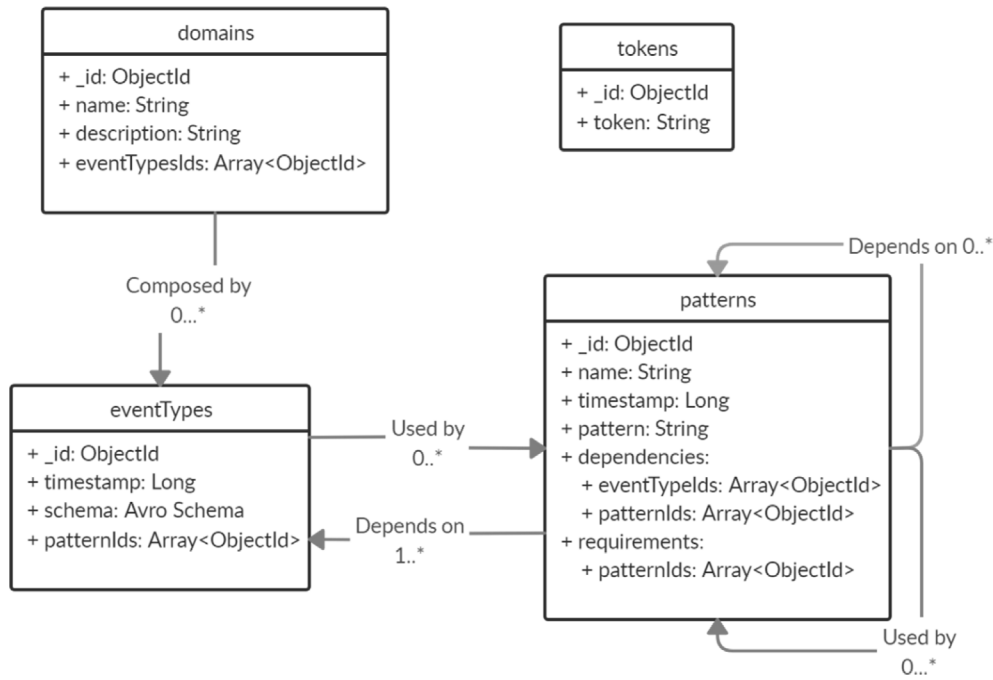 domains
+ _id: ObjectId
+ name: String
+ description: String
+ eventTypesIds: Array<ObjectId>
tokens
+ _id: ObjectId
+ token: String
Composed by
0...*
Depends on 0..*
patterns
+ _id: ObjectId
+ name: String
+ timestamp: Long
+ pattern: String
+ dependencies:
+ eventTypeIds: Array<ObjectId>
+ patternIds: Array<ObjectId>
+ requirements:
+ patternIds: Array<ObjectId>
eventTypes
+ _id: ObjectId
+ timestamp: Long
+ schema: Avro Schema
+ patternIds: Array<ObjectId>
Used by
0..*
Depends on
1..*
Used by
0...*